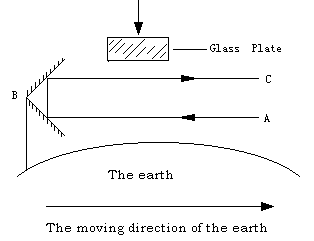 Glass Plate
C
B
A
The earth
The moving direction of the earth